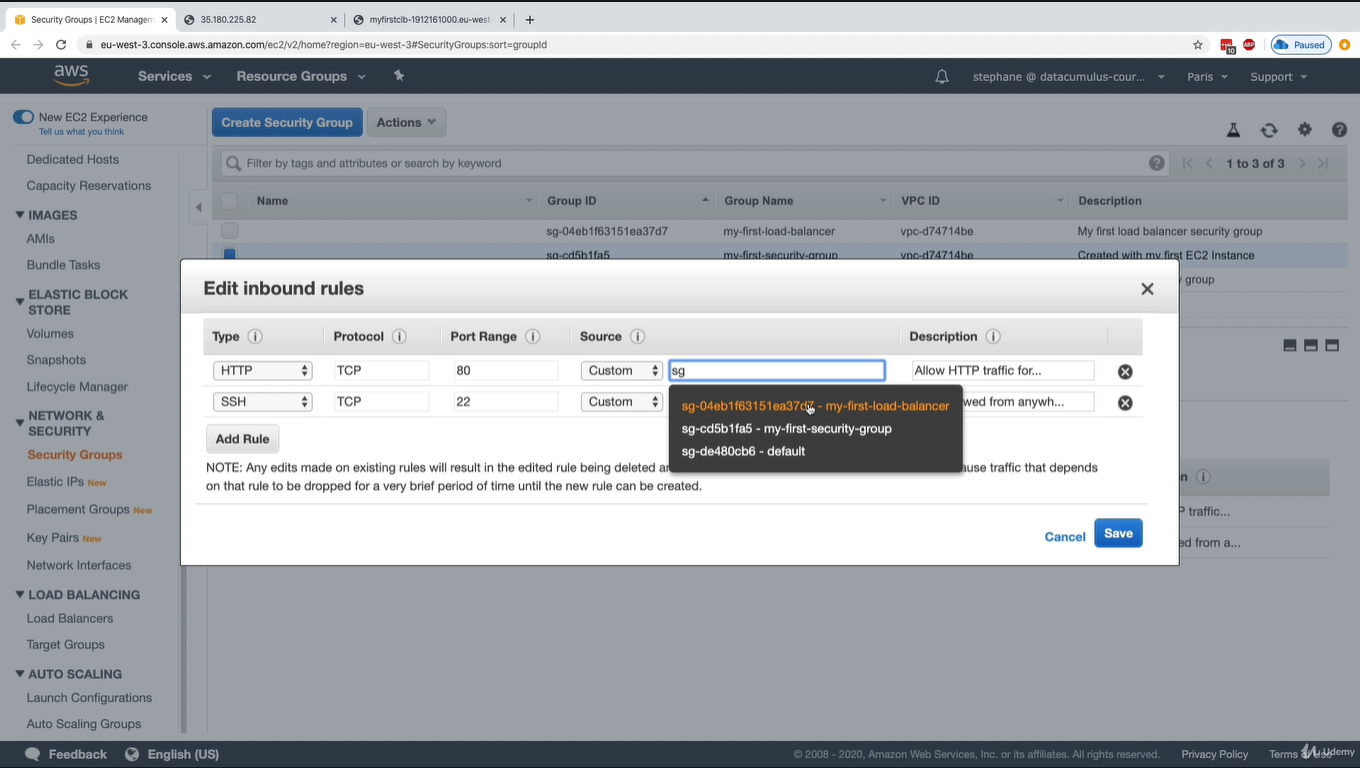 Security Groups | EC2 Managem
35.180.225.82
myfirstclb-1912161000.eu-west-
eu-west-3.console.aws.amazon.com/ec2/v2/home?region=eu-west-3#SecurityGroups:sort=groupId
10
ABP
Paused
aws
Services
Resource Groups
stephane @ datacumulus-cour...
Paris
Support
New EC2 Experience
Tell us what you think
Create Security Group
Actions
Dedicated Hosts
Capacity Reservations
IMAGES
AMIs
Bundle Tasks
ELASTIC BLOCK
STORE
Volumes
Snapshots
Lifecycle Manager
NETWORK &
SECURITY
Security Groups
Elastic IPs New
Placement Groups New
Key Pairs New
Network Interfaces
LOAD BALANCING
Load Balancers
Target Groups
AUTO SCALING
Launch Configurations
Auto Scaling Groups
Filter by tags and attributes or search by keyword
1 to 3 of 3
Name Group ID Group Name VPC ID Description
sg-04eb1f63151ea37d7 my-first-load-balancer vpc-d74714be My first load balancer security group
sg-cd5b1fa5 my-first-security-group vpc-d74714be Created with my first EC2 Instance
y group
Edit inbound rules
Type Protocol Port Range Source Description
HTTP TCP 80 Custom sg Allow HTTP traffic for...
SSH TCP 22 Custom wed from anywh...
sg-04eb1f63151ea37d7 - my-first-load-balancer
sg-cd5b1fa5 - my-first-security-group
sg-de480cb6 - default
Add Rule
NOTE: Any edits made on existing rules will result in the edited rule being deleted an ause traffic that depends
on that rule to be dropped for a very brief period of time until the new rule can be created.
Cancel
Save
n
P traffic...
ed from a...
Feedback
English (US)
© 2008 - 2020, Amazon Web Services, Inc. or its affiliates. All rights reserved.
Privacy Policy
Terms
Udemy